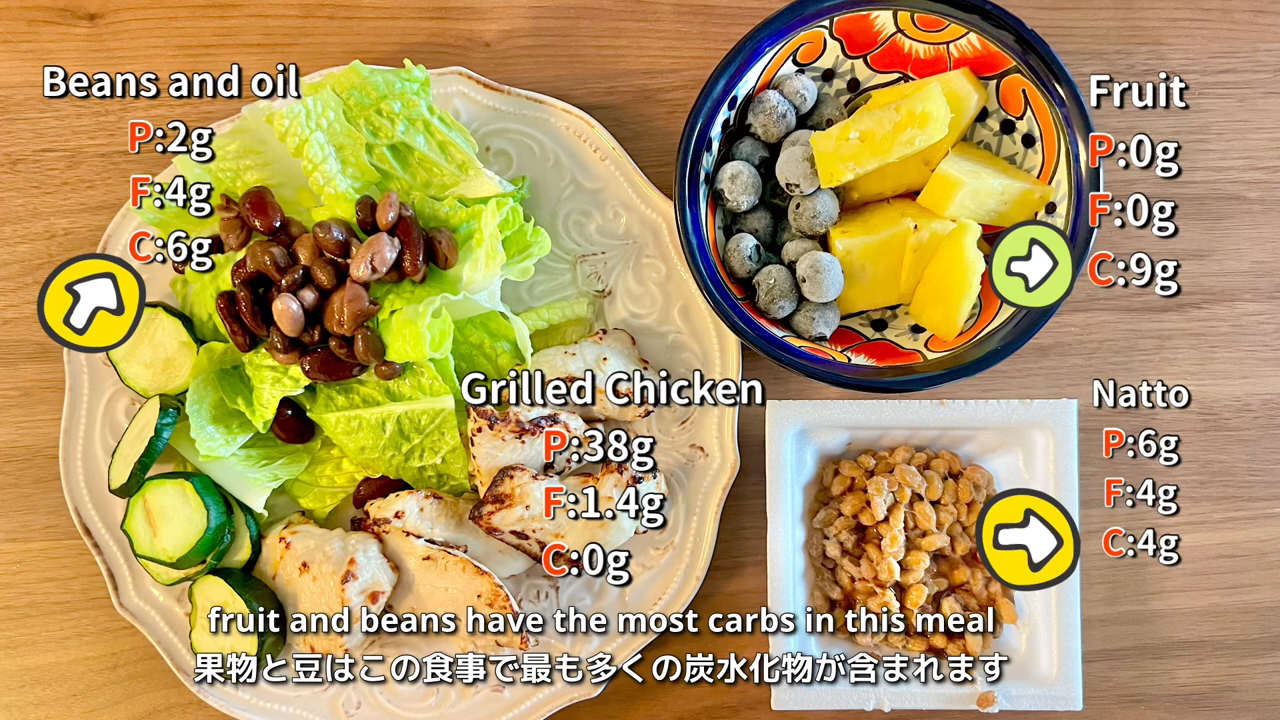 Beans and oil
P:2g
F:4g
C:6g
Fruit
P:0g
F:0g
C:9g
Grilled Chicken
P:38g
F:1.4g
C:0g
Natto
P:6g
F:4g
C:4g
fruit and beans have the most carbs in this meal
果物と豆はこの食事で最も多くの炭水化物が含まれます